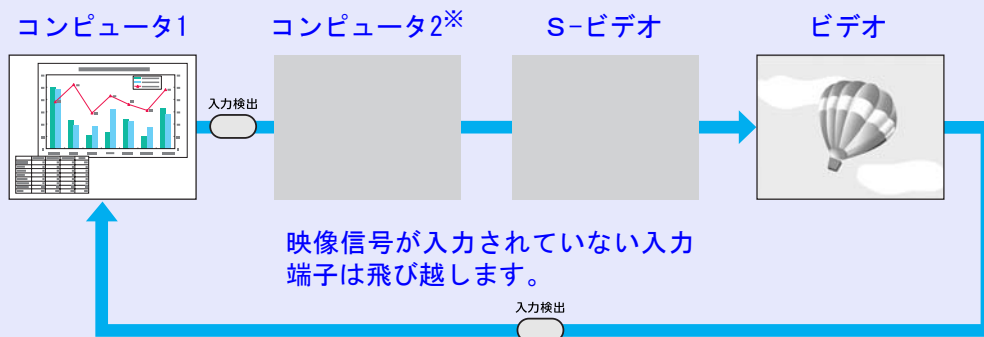 コンピュータ1
コンピュータ2※
S-ビデオ
ビデオ
入力検出
映像信号が入力されていない入力
端子は飛び越します。
入力検出